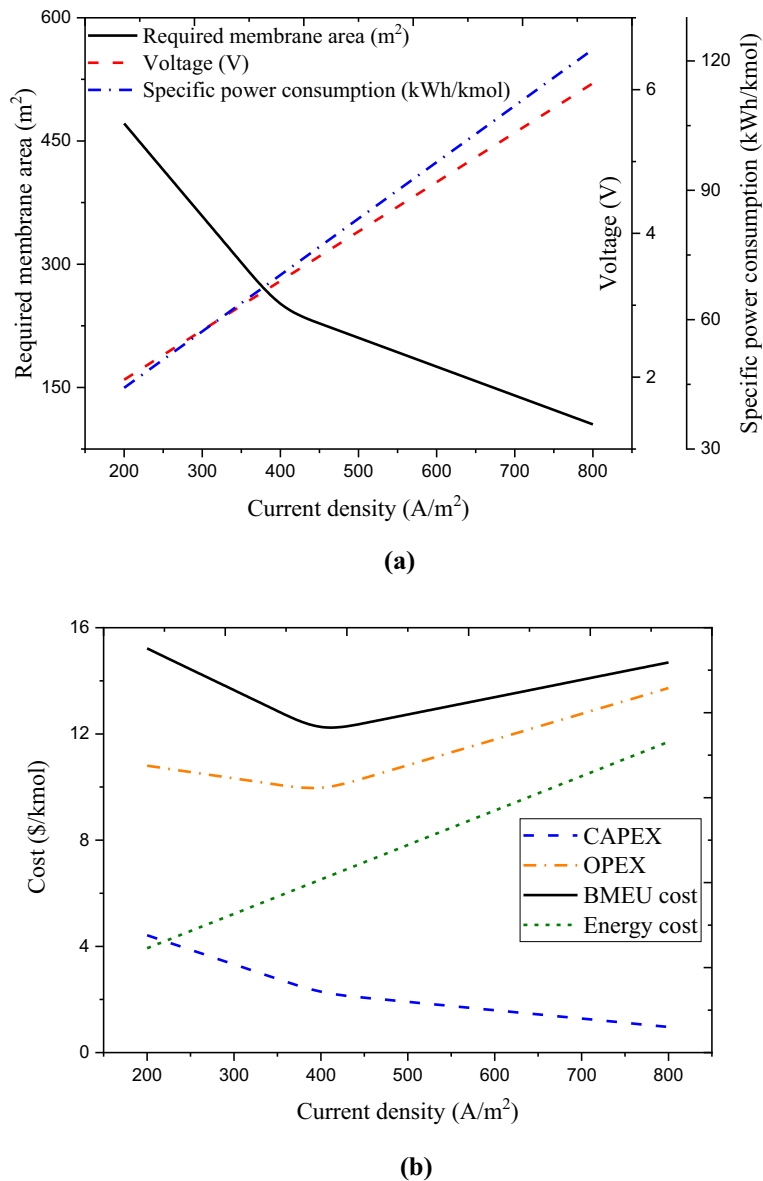 Required membrane area (m²)
Voltage (V)
Specific power consumption (kWh/kmol)
600
450
300
150
Required membrane area (m²)
6
4
2
Voltage (V)
120
90
60
30
Specific power consumption (kWh/kmol)
200 300 400 500 600 700 800
Current density (A/m²)
(a)
16
12
8
4
0
Cost ($/kmol)
CAPEX
OPEX
BMEU cost
Energy cost
200 300 400 500 600 700 800
Current density (A/m²)
(b)